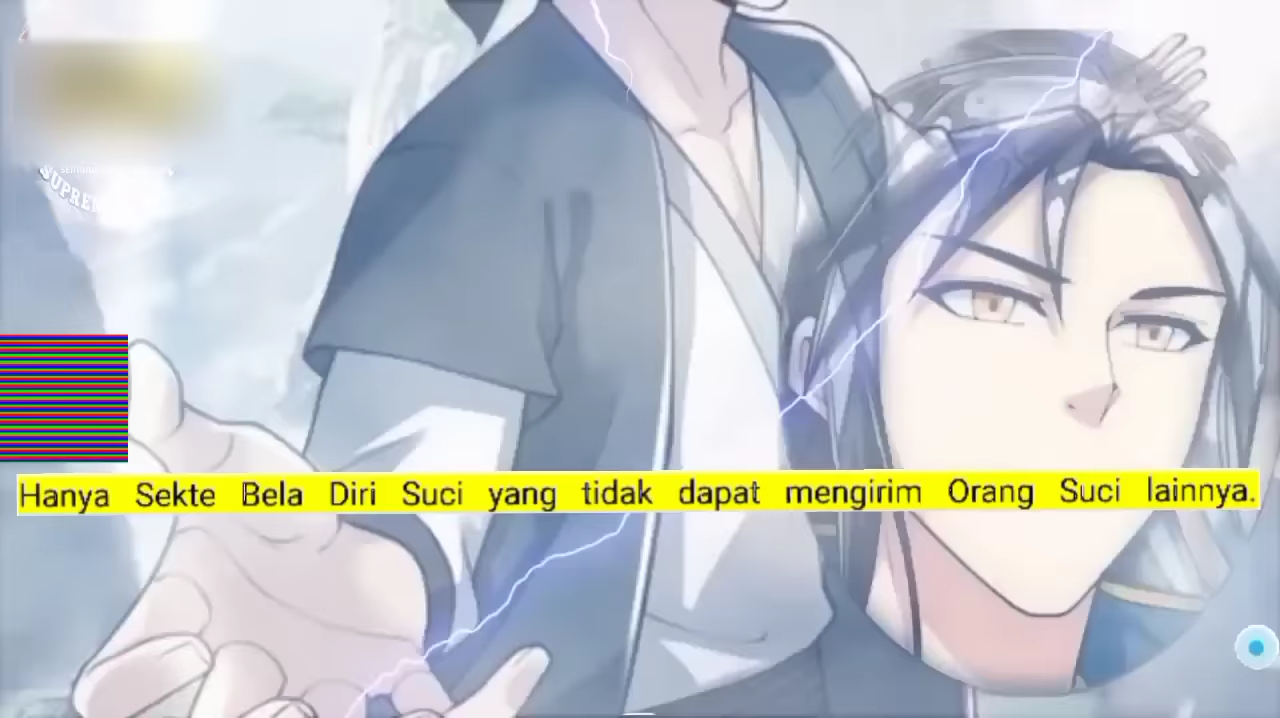 Hanya Sekte Bela Diri Suci yang tidak dapat mengirim Orang Suci lainnya.